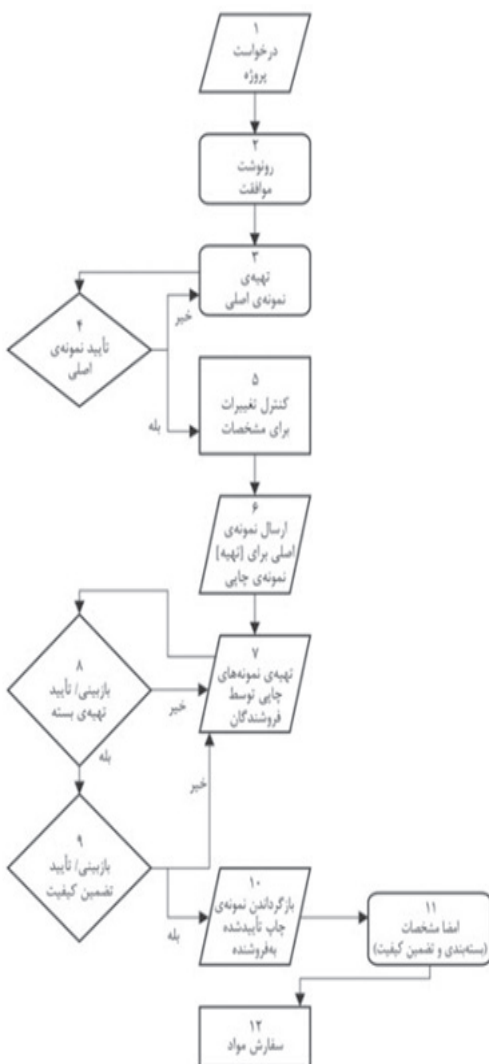 ۱
درخواست
پروژه
۲
رونوشت
موافقت
۳
تهیه‌ی
نمونه‌ی اصلی
خیر
۴
تأیید نمونه‌ی
اصلی
بله
۵
کنترل تغییرات
برای مشخصات
۶
ارسال نمونه‌ی
اصلی برای [تهیه]
نمونه‌ی چاپی
۷
تهیه‌ی نمونه‌های
چاپی توسط
فروشندگان
۸
بازبینی/ تأیید
تهیه‌ی بسته
خیر
بله
خیر
۹
بازبینی/ تأیید
تضمین کیفیت
بله
۱۰
بازگرداندن نمونه‌ی
چاپ تأییدشده
به‌فروشنده
۱۱
امضا مشخصات
(بسته‌بندی و تضمین کیفیت)
۱۲
سفارش مواد